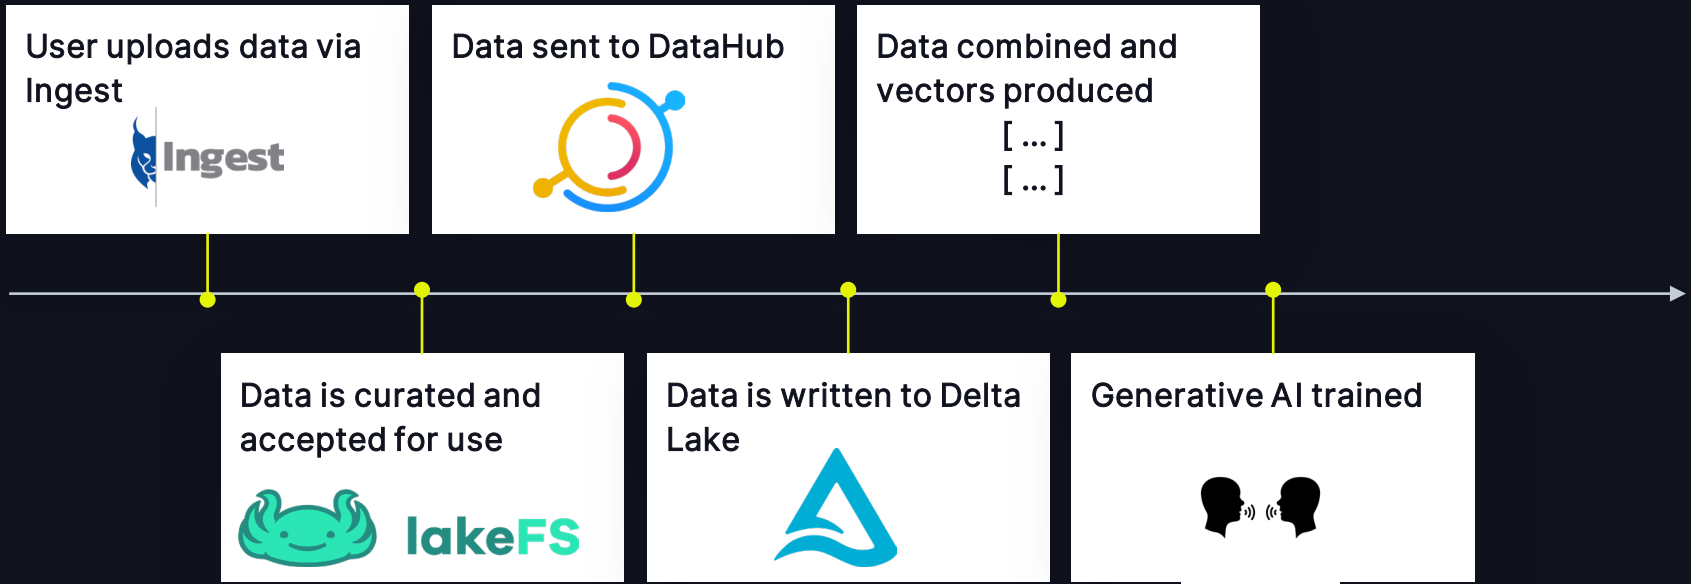 User uploads data via
Ingest
Ingest
Data sent to DataHub
Data combined and
vectors produced
[ ... ]
[ ... ]
Data is curated and
accepted for use
lakeFS
Data is written to Delta
Lake
Generative AI trained